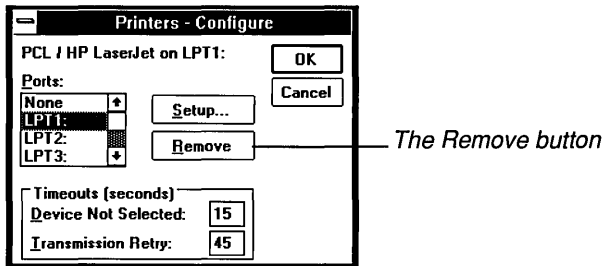 Printers - Configure
PCL / HP LaserJet on LPT1:
OK
Cancel
Ports:
None
LPT1:
LPT2:
LPT3:
Setup...
Remove
The Remove button
Timeouts (seconds)
Device Not Selected: 15
Transmission Retry: 45